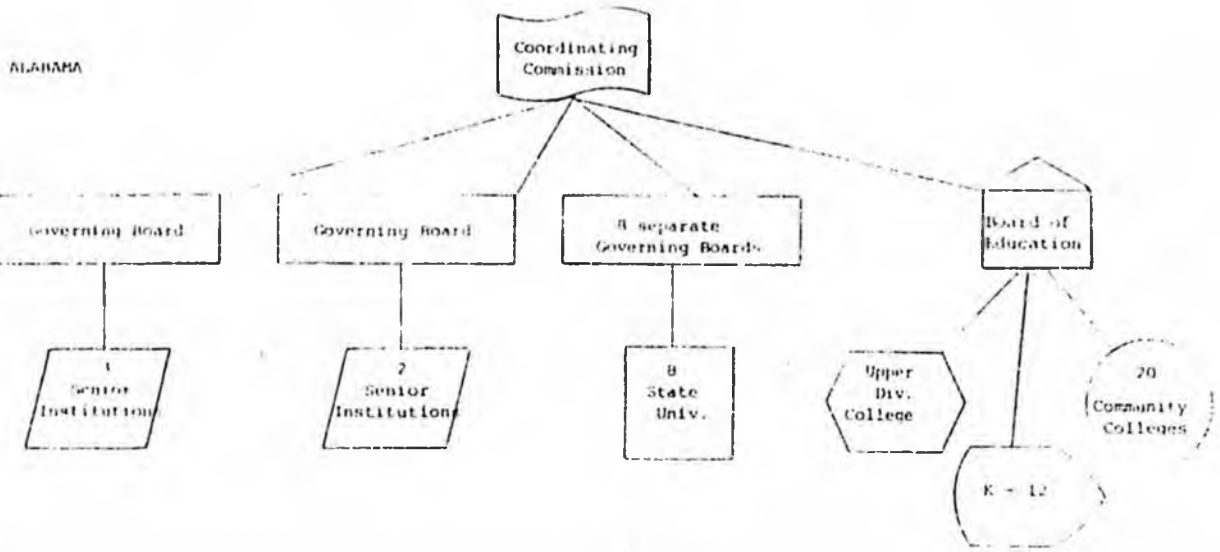 ALABAMA
Coordinating
Commission
Governing Board
Governing Board
8 separate
Governing Boards
Board of
Education
Senior
Institutions
2
Senior
Institutions
8
State
Univ.
Upper
Div.
College
20
Community
Colleges
K - 12